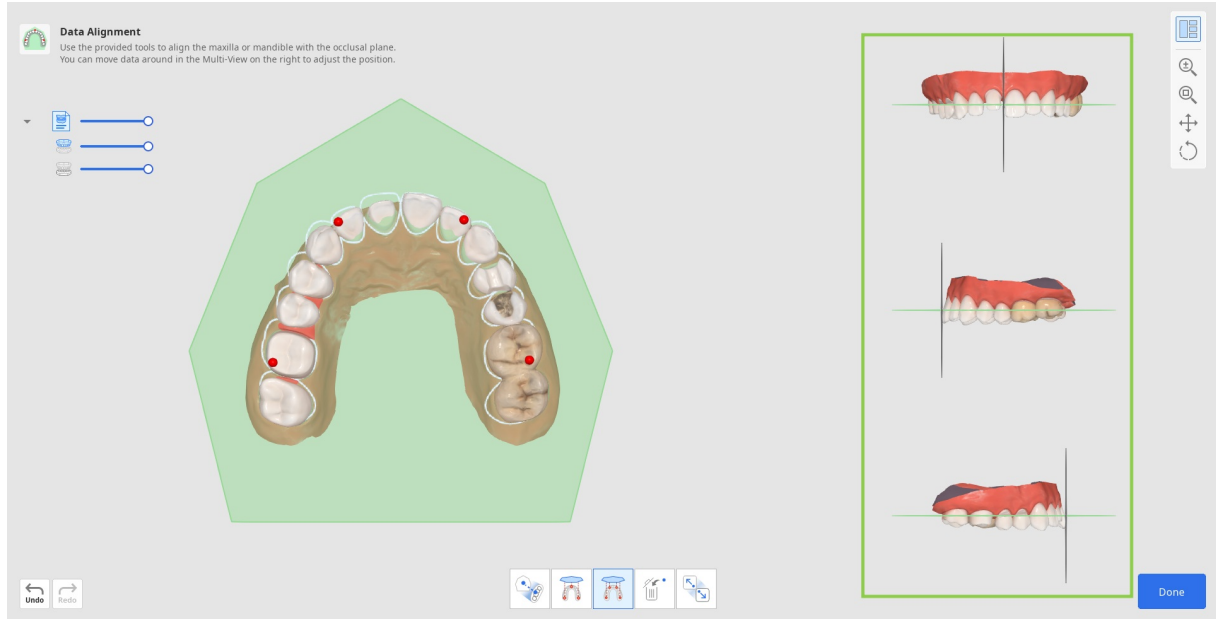 Data Alignment
Use the provided tools to align the maxilla or mandible with the occlusal plane.
You can move data around in the Multi-View on the right to adjust the position.
Undo
Redo
Done